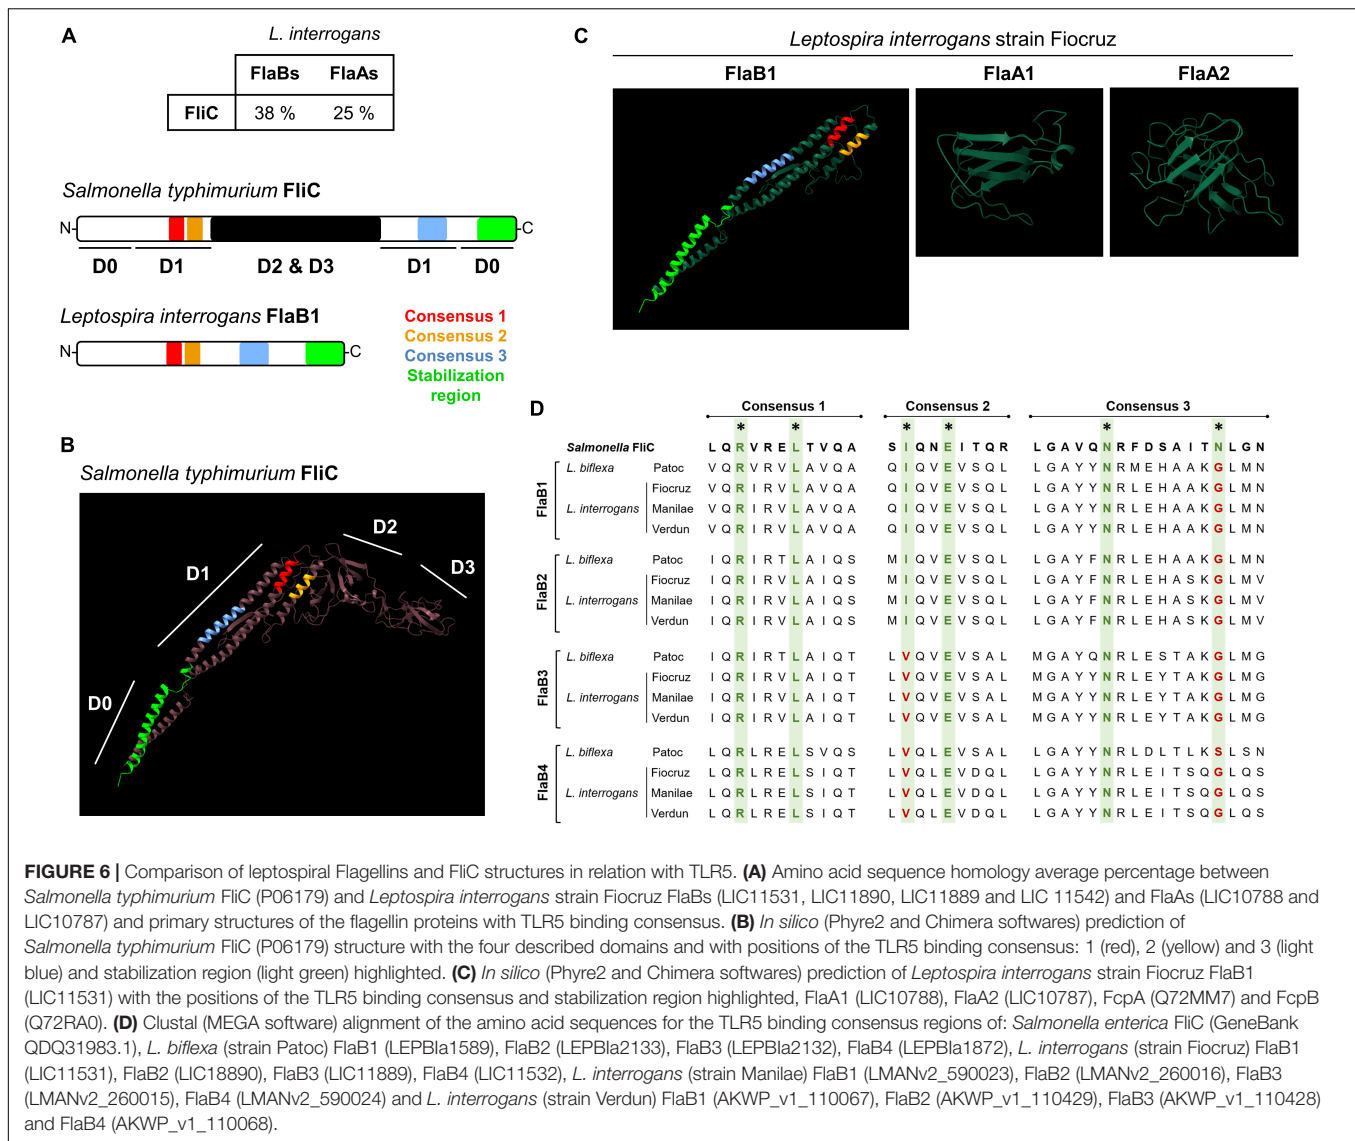 A
L. interrogans
FlaBs FlaAs
FliC 38 % 25 %
Salmonella typhimurium FliC
N- -C
D0 D1 D2 & D3 D1 D0
Leptospira interrogans FlaB1
N- -C
Consensus 1
Consensus 2
Consensus 3
Stabilization
region
B
Salmonella typhimurium FliC
D0
D1
D2
D3
C
Leptospira interrogans strain Fiocruz
FlaB1 FlaA1 FlaA2
D
Consensus 1 Consensus 2 Consensus 3
* * * * * *
Salmonella FliC L Q R V R E L T V Q A S I Q N E I T Q R L G A V Q N R F D S A I T N L G N
FlaB1
L. biflexa Patoc V Q R V R V L A V Q A Q I Q V E V S Q L L G A Y Q N R M E H A A K G L M N
Fiocruz V Q R I R V L A V Q A Q I Q V E V S Q L L G A Y Q N R L E H A A K G L M N
L. interrogans Manilae V Q R I R V L A V Q A Q I Q V E V S Q L L G A Y Q N R L E H A A K G L M N
Verdun V Q R I R V L A V Q A Q I Q V E V S Q L L G A Y Q N R L E H A A K G L M N
FlaB2
L. biflexa Patoc I Q R I R T L A I Q S M I Q V E V S Q L L G A Y F N R L E H A A K G L M N
Fiocruz I Q R I R V L A I Q S M I Q V E V S Q L L G A Y F N R L E H A S K G L M V
L. interrogans Manilae I Q R I R V L A I Q S M I Q V E V S Q L L G A Y F N R L E H A S K G L M V
Verdun I Q R I R V L A I Q S M I Q V E V S Q L L G A Y F N R L E H A S K G L M V
FlaB3
L. biflexa Patoc I Q R I R T L A I Q T L V Q V E V S A L M G A Y Q N R L E S T A K G L M G
Fiocruz I Q R I R V L A I Q T L V Q V E V S A L M G A Y Y N R L E Y T A K G L M G
L. interrogans Manilae I Q R I R V L A I Q T L V Q V E V S A L M G A Y Y N R L E Y T A K G L M G
Verdun I Q R I R V L A I Q T L V Q V E V S A L M G A Y Y N R L E Y T A K G L M G
FlaB4
L. biflexa Patoc L Q R L R E L S V Q S L V Q L E V S A L L G A Y Y N R L D L T L K S L S N
Fiocruz L Q R L R E L S I Q T L V Q L E V D Q L L G A Y Y N R L E I T S Q G L Q S
L. interrogans Manilae L Q R L R E L S I Q T L V Q L E V D Q L L G A Y Y N R L E I T S Q G L Q S
Verdun L Q R L R E L S I Q T L V Q L E V D Q L L G A Y Y N R L E I T S Q G L Q S
FIGURE 6 | Comparison of leptospiral Flagellins and FliC structures in relation with TLR5. (A) Amino acid sequence homology average percentage between
Salmonella typhimurium FliC (P06179) and Leptospira interrogans strain Fiocruz FlaBs (LIC11531, LIC11890, LIC11889 and LIC 11542) and FlaAs (LIC10788 and
LIC10787) and primary structures of the flagellin proteins with TLR5 binding consensus. (B) In silico (Phyre2 and Chimera softwares) prediction of
Salmonella typhimurium FliC (P06179) structure with the four described domains and with positions of the TLR5 binding consensus: 1 (red), 2 (yellow) and 3 (light
blue) and stabilization region (light green) highlighted. (C) In silico (Phyre2 and Chimera softwares) prediction of Leptospira interrogans strain Fiocruz FlaB1
(LIC11531) with the positions of the TLR5 binding consensus and stabilization region highlighted, FlaA1 (LIC10788), FlaA2 (LIC10787), FcpA (Q72MM7) and FcpB
(Q72RA0). (D) Clustal (MEGA software) alignment of the amino acid sequences for the TLR5 binding consensus regions of: Salmonella enterica FliC (GeneBank
QDQ31983.1), L. biflexa (strain Patoc) FlaB1 (LEPBIa1589), FlaB2 (LEPBIa2133), FlaB3 (LEPBIa2132), FlaB4 (LEPBIa1872), L. interrogans (strain Fiocruz) FlaB1
(LIC11531), FlaB2 (LIC18890), FlaB3 (LIC11889), FlaB4 (LIC11532), L. interrogans (strain Manilae) FlaB1 (LMANv2_590023), FlaB2 (LMANv2_260016), FlaB3
(LMANv2_260015), FlaB4 (LMANv2_590024) and L. interrogans (strain Verdun) FlaB1 (AKWP_v1_110067), FlaB2 (AKWP_v1_110429), FlaB3 (AKWP_v1_110428)
and FlaB4 (AKWP_v1_110068).